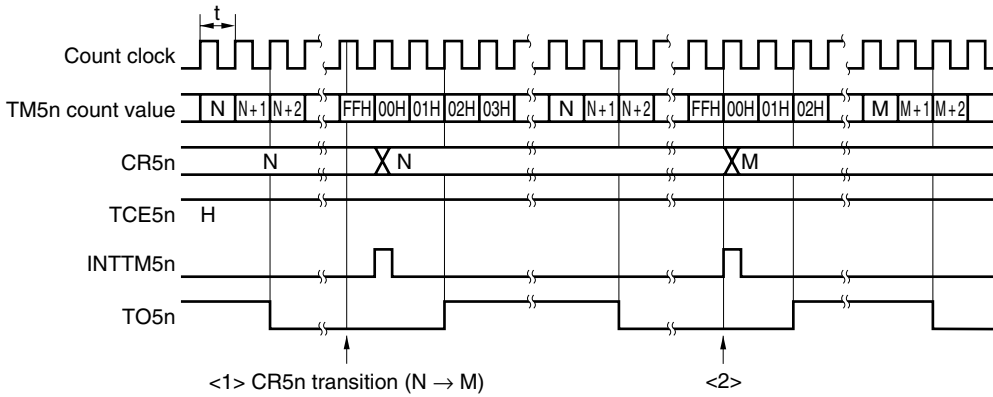 t
Count clock
TM5n count value N N+1 N+2 FFH 00H 01H 02H 03H N N+1 N+2 FFH 00H 01H 02H M M+1 M+2
CR5n N N M
TCE5n H
INTTM5n
TO5n
<1> CR5n transition (N → M) <2>